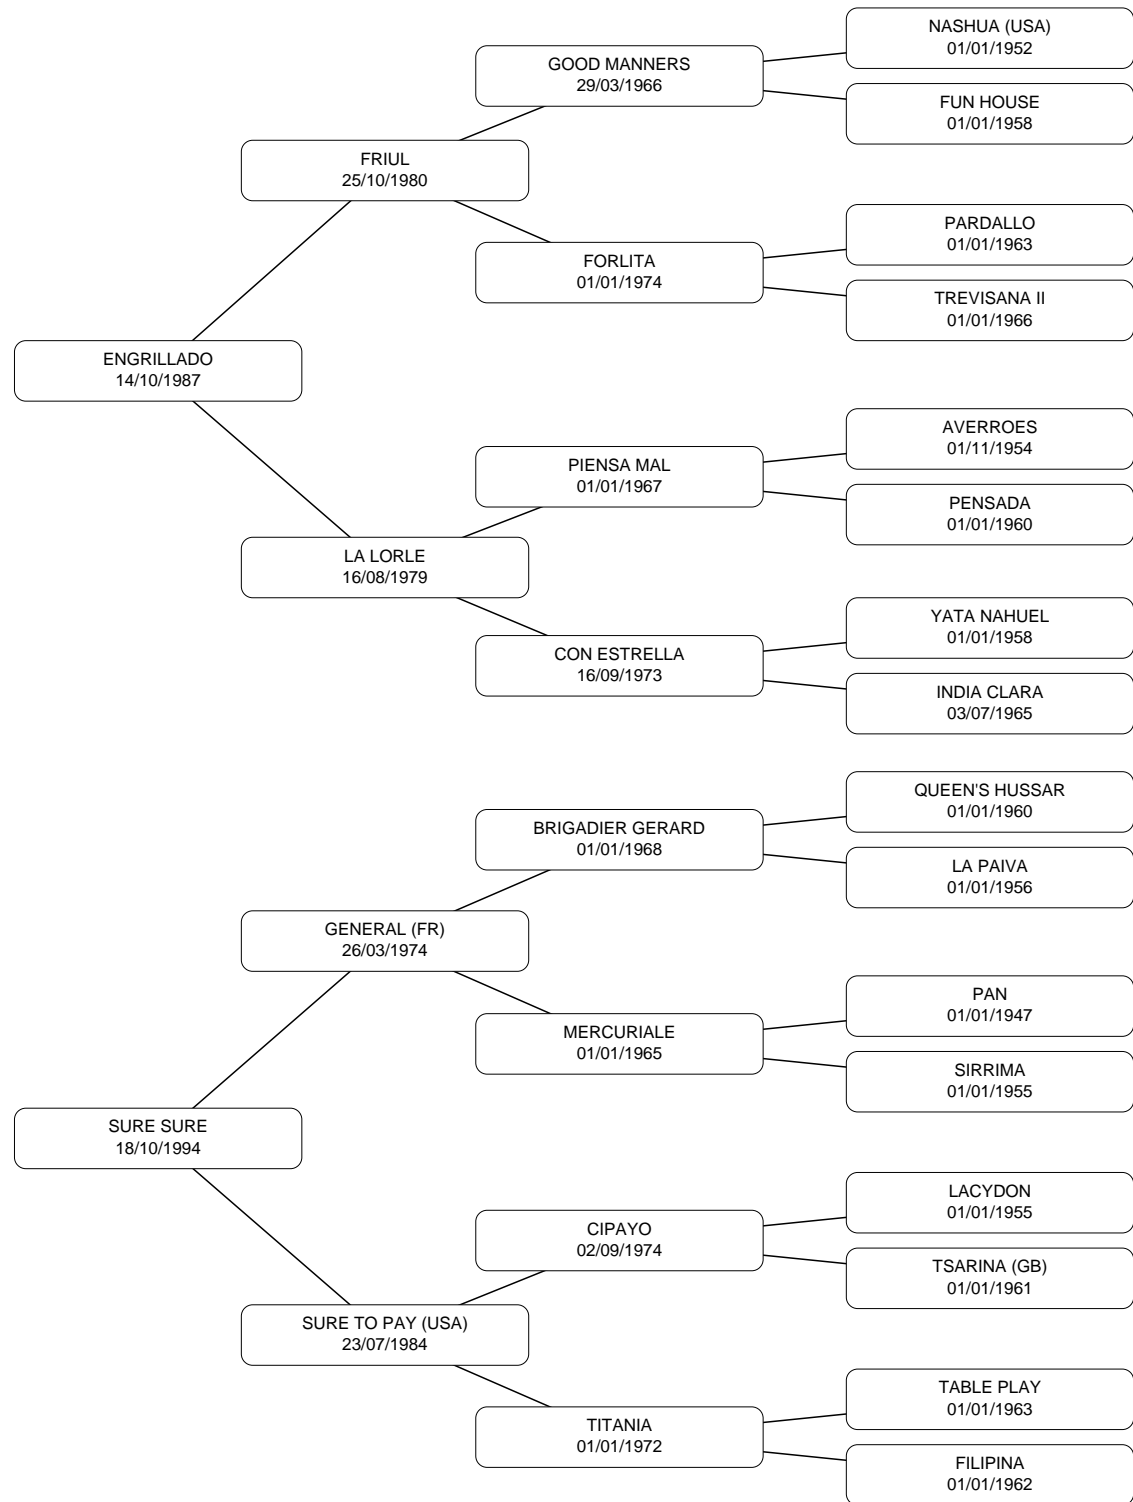 NASHUA (USA)
01/01/1952
GOOD MANNERS
29/03/1966
FUN HOUSE
01/01/1958
FRIUL
25/10/1980
PARDALLO
01/01/1963
FORLITA
01/01/1974
TREVISANA II
01/01/1966
ENGRILLADO
14/10/1987
AVERROES
01/11/1954
PIENSA MAL
01/01/1967
PENSADA
01/01/1960
LA LORLE
16/08/1979
YATA NAHUEL
01/01/1958
CON ESTRELLA
16/09/1973
INDIA CLARA
03/07/1965
QUEEN'S HUSSAR
01/01/1960
BRIGADIER GERARD
01/01/1968
LA PAIVA
01/01/1956
GENERAL (FR)
26/03/1974
PAN
01/01/1947
MERCURIALE
01/01/1965
SIRRIMA
01/01/1955
SURE SURE
18/10/1994
LACYDON
01/01/1955
CIPAYO
02/09/1974
TSARINA (GB)
01/01/1961
SURE TO PAY (USA)
23/07/1984
TABLE PLAY
01/01/1963
TITANIA
01/01/1972
FILIPINA
01/01/1962